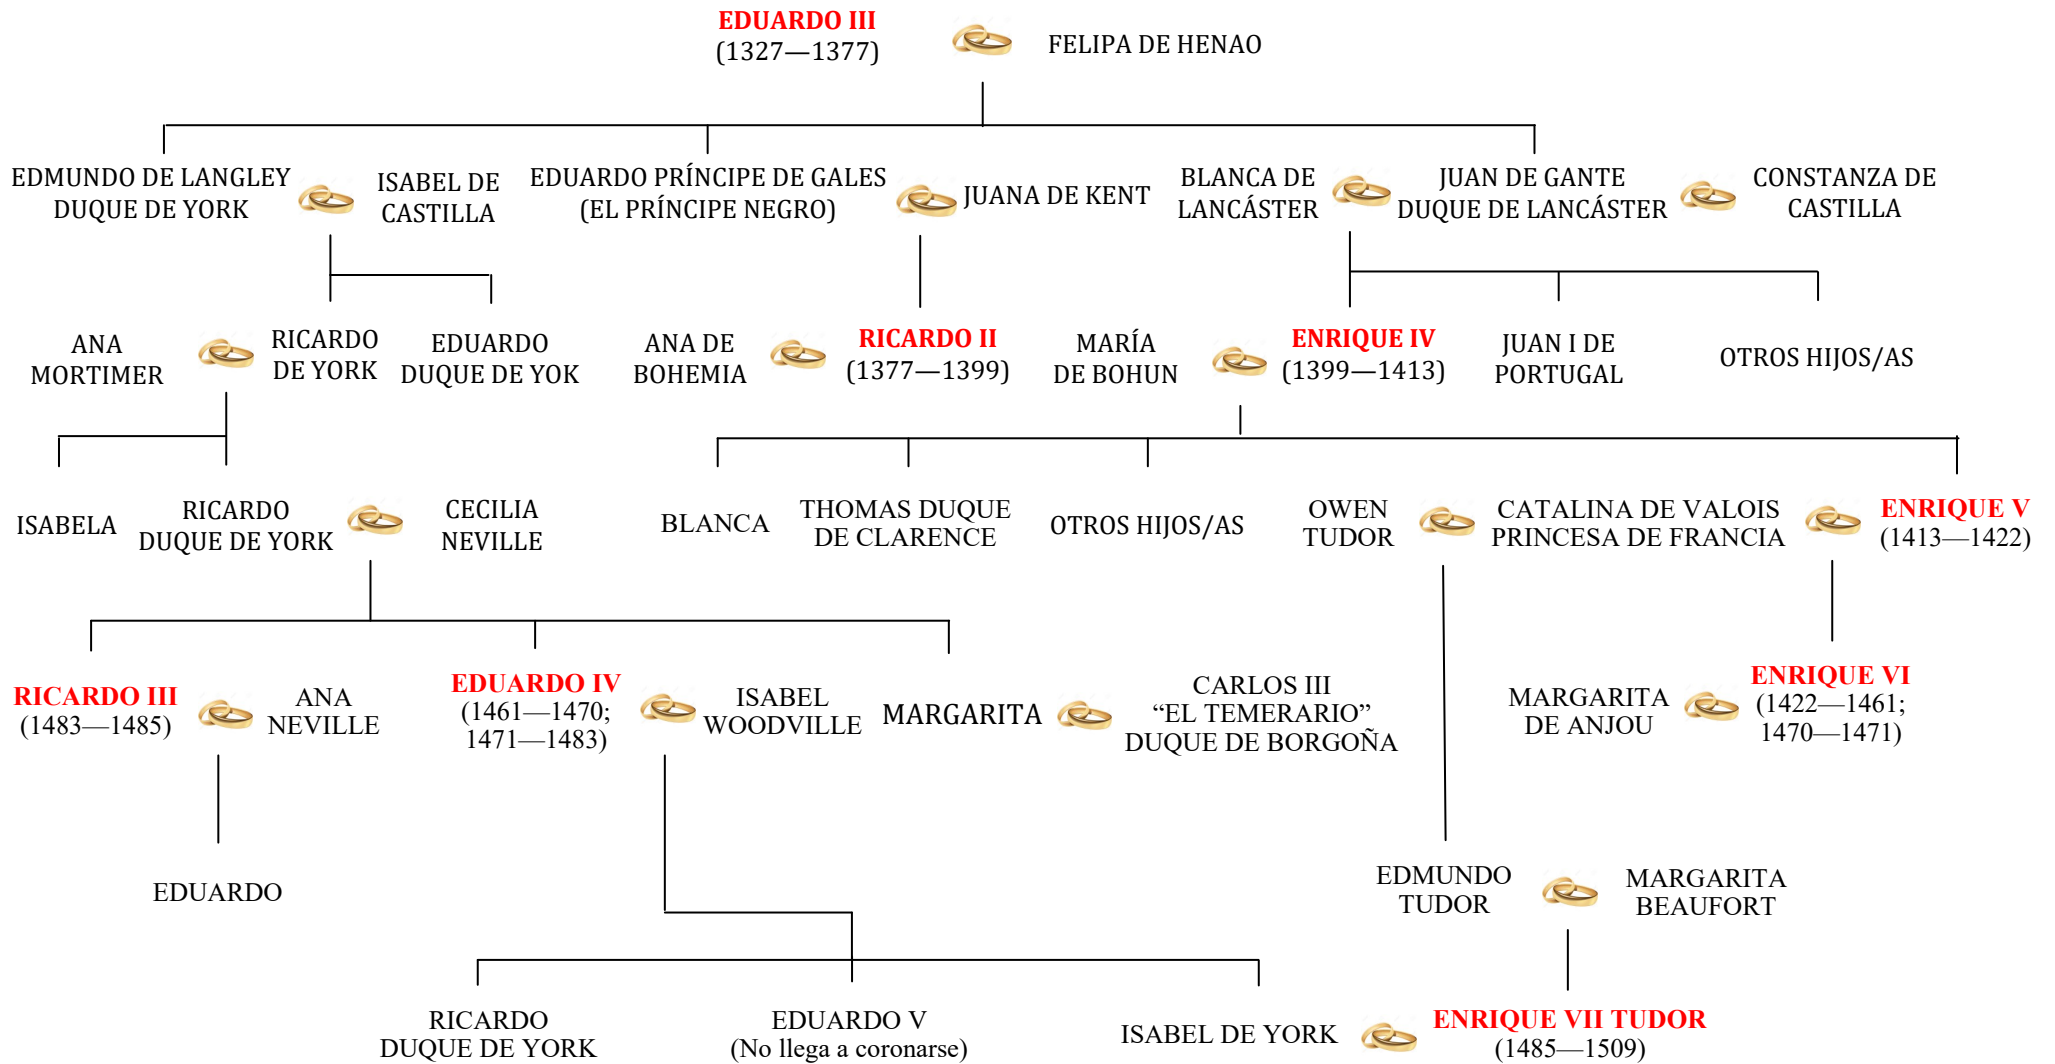 EDUARDO III
(1327—1377)
FELIPA DE HENAO
EDMUNDO DE LANGLEY
DUQUE DE YORK
ISABEL DE
CASTILLA
EDUARDO PRÍNCIPE DE GALES
(EL PRÍNCIPE NEGRO)
JUANA DE KENT
BLANCA DE
LANCÁSTER
JUAN DE GANTE
DUQUE DE LANCÁSTER
CONSTANZA DE
CASTILLA
ANA
MORTIMER
RICARDO
DE YORK
EDUARDO
DUQUE DE YOK
ANA DE
BOHEMIA
RICARDO II
(1377—1399)
MARÍA
DE BOHUN
ENRIQUE IV
(1399—1413)
JUAN I DE
PORTUGAL
OTROS HIJOS/AS
ISABELA
RICARDO
DUQUE DE YORK
CECILIA
NEVILLE
BLANCA
THOMAS DUQUE
DE CLARENCE
OTROS HIJOS/AS
OWEN
TUDOR
CATALINA DE VALOIS
PRINCESA DE FRANCIA
ENRIQUE V
(1413—1422)
RICARDO III
(1483—1485)
ANA
NEVILLE
EDUARDO IV
(1461—1470;
1471—1483)
ISABEL
WOODVILLE
MARGARITA
CARLOS III
“EL TEMERARIO”
DUQUE DE BORGOÑA
MARGARITA
DE ANJOU
ENRIQUE VI
(1422—1461;
1470—1471)
EDUARDO
EDMUNDO
TUDOR
MARGARITA
BEAUFORT
RICARDO
DUQUE DE YORK
EDUARDO V
(No llega a coronarse)
ISABEL DE YORK
ENRIQUE VII TUDOR
(1485—1509)